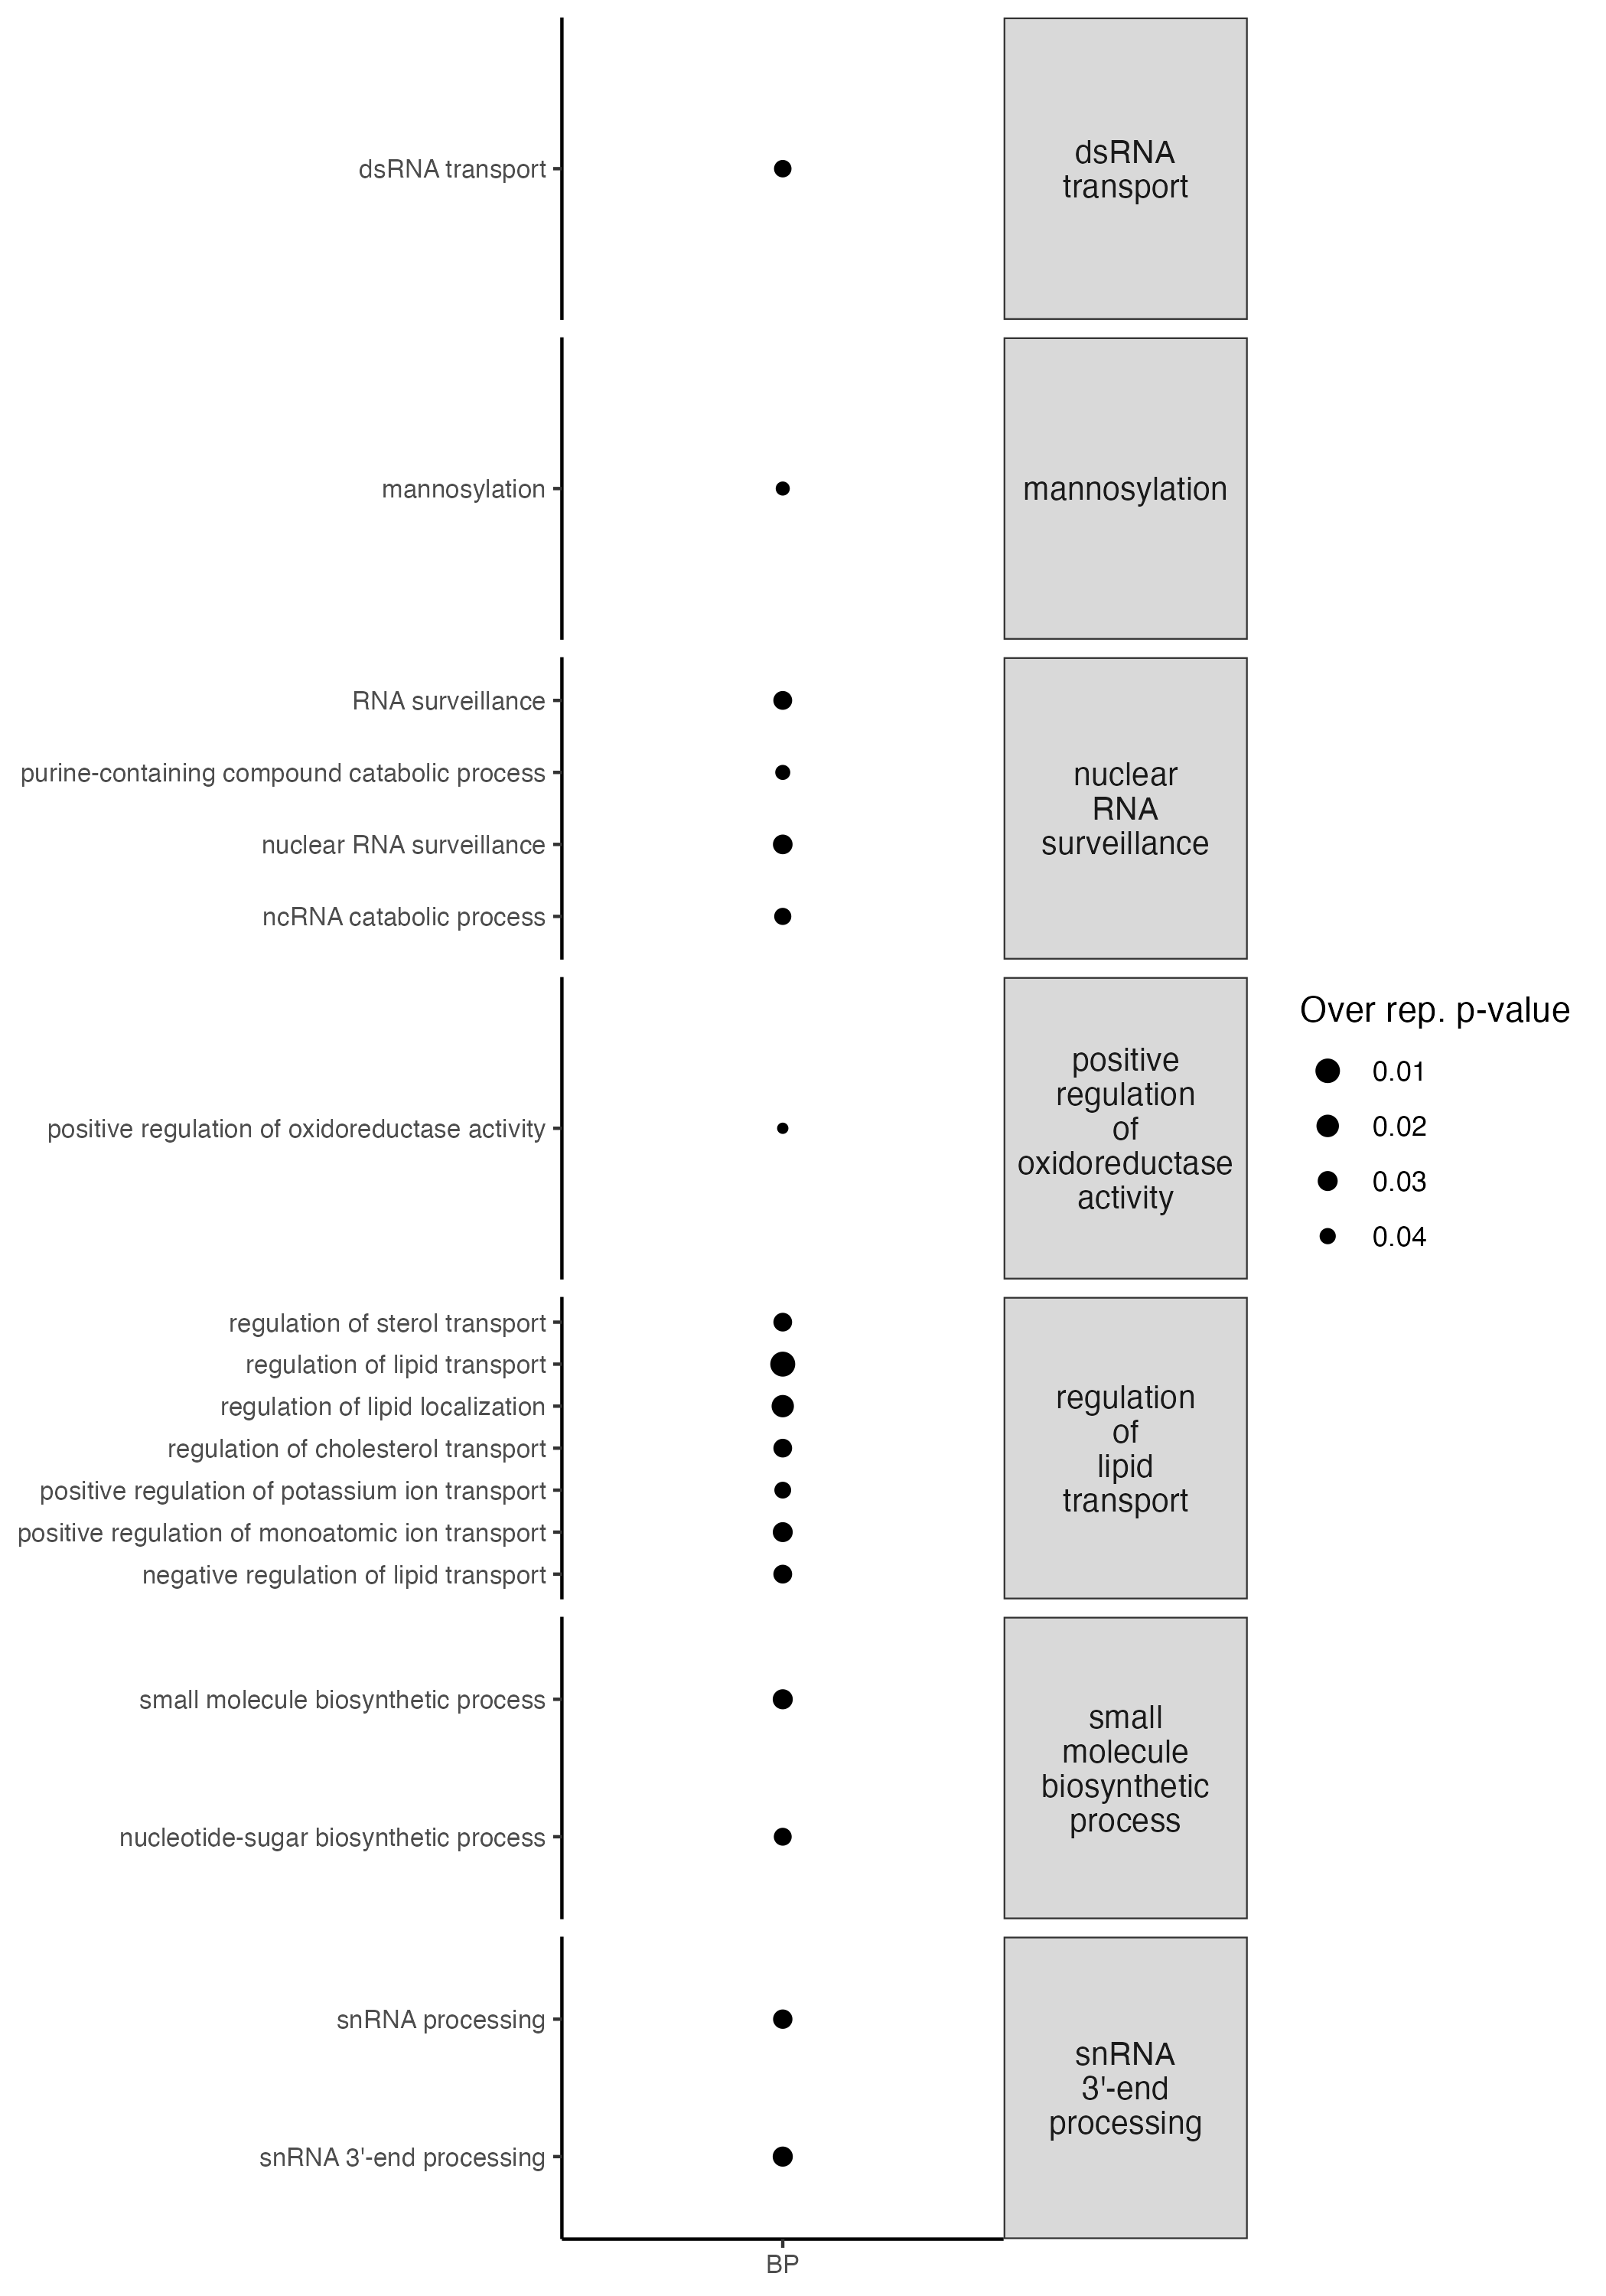 dsRNA transport
dsRNA
transport
mannosylation
mannosylation
RNA surveillance
purine-containing compound catabolic process
nuclear RNA surveillance
ncRNA catabolic process
nuclear
RNA
surveillance
positive regulation of oxidoreductase activity
positive
regulation
of
oxidoreductase
activity
regulation of sterol transport
regulation of lipid transport
regulation of lipid localization
regulation of cholesterol transport
positive regulation of potassium ion transport
positive regulation of monoatomic ion transport
negative regulation of lipid transport
regulation
of
lipid
transport
small molecule biosynthetic process
nucleotide-sugar biosynthetic process
small
molecule
biosynthetic
process
snRNA processing
snRNA 3'-end processing
snRNA
3'-end
processing
BP
Over rep. p-value
0.01
0.02
0.03
0.04